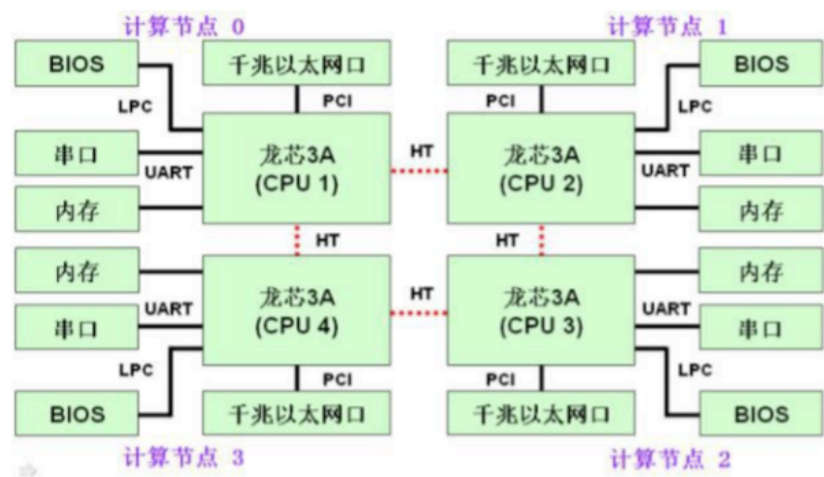 计算节点 0
计算节点 1
BIOS
千兆以太网口
千兆以太网口
BIOS
LPC
PCI
PCI
LPC
串口
龙芯3A
(CPU 1)
HT
龙芯3A
(CPU 2)
串口
UART
UART
内存
内存
HT
HT
内存
内存
龙芯3A
(CPU 4)
HT
龙芯3A
(CPU 3)
UART
UART
串口
串口
LPC
PCI
PCI
LPC
BIOS
千兆以太网口
千兆以太网口
BIOS
计算节点 3
计算节点 2